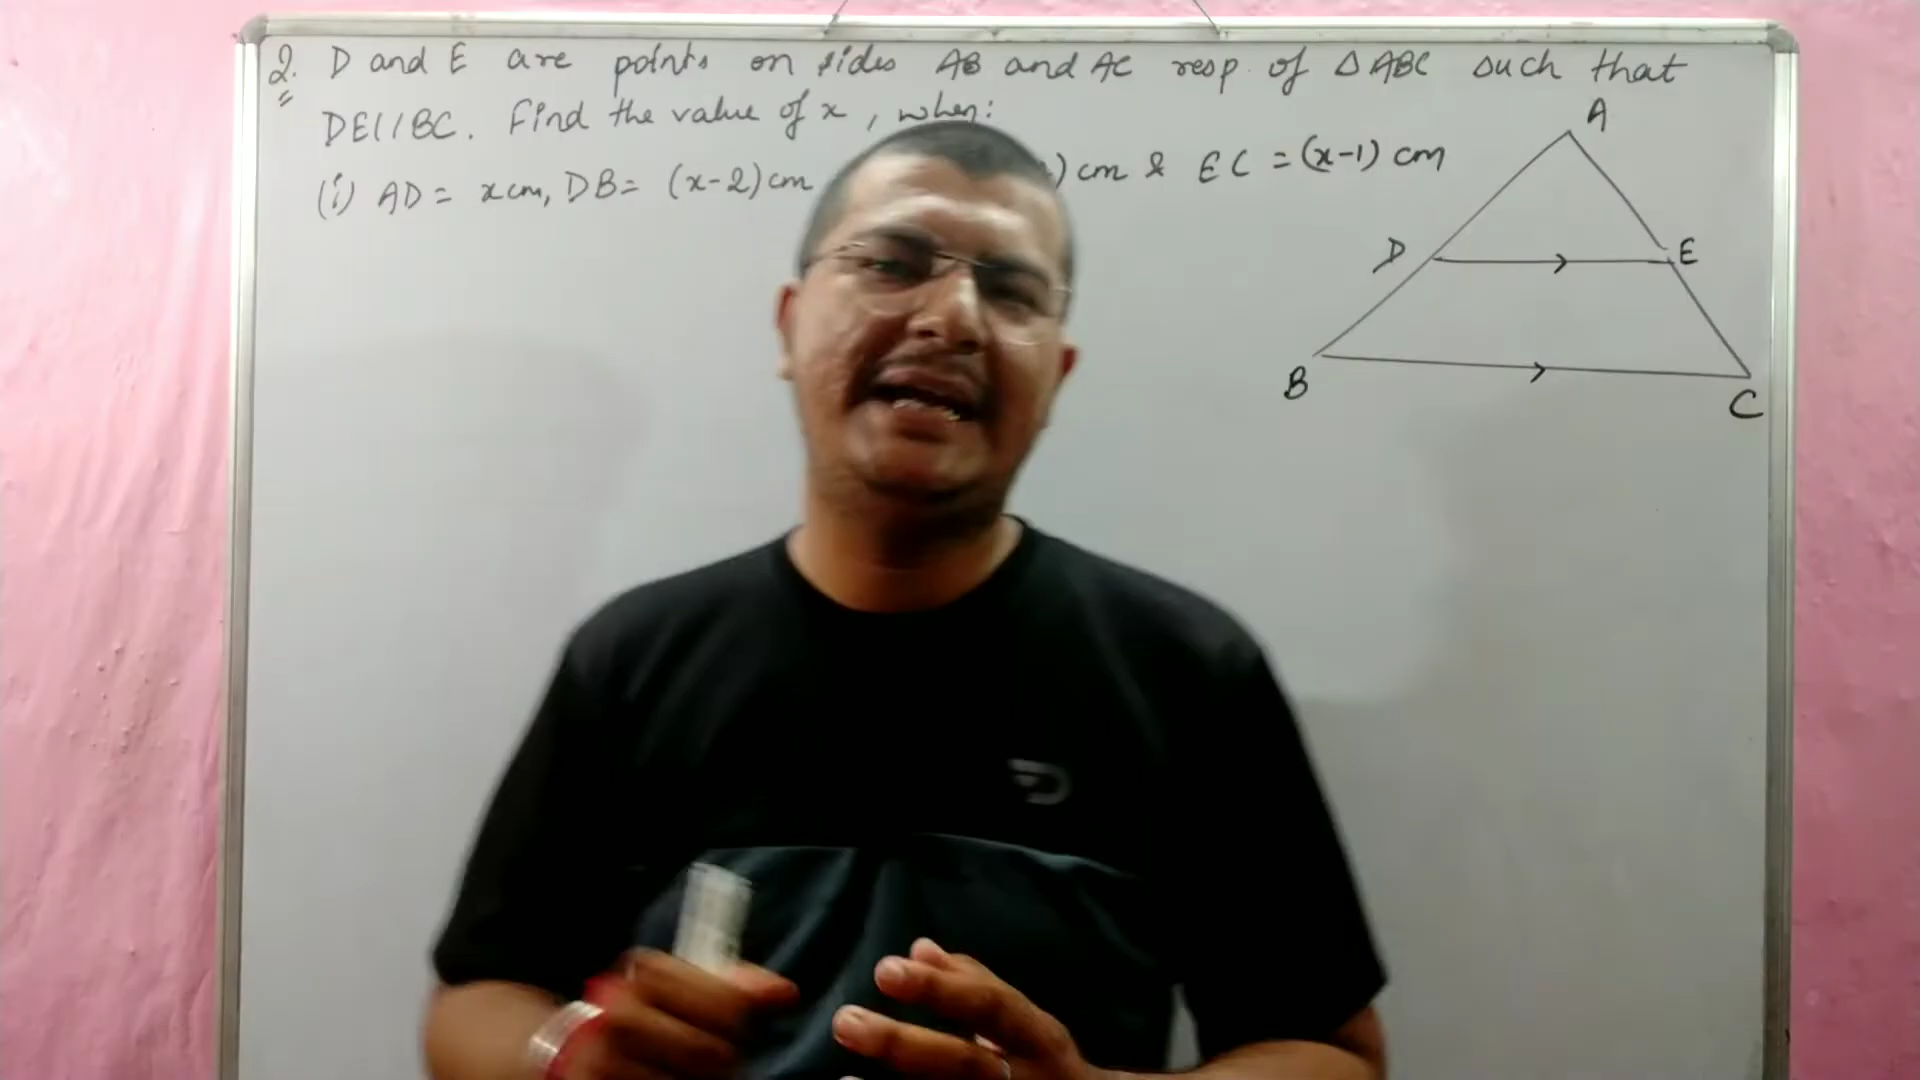 2. D and E are points on sides AB and AC resp. of △ABC such that
DE||BC. Find the value of x, when:
(i) AD = x cm, DB = (x-2) cm ) cm & EC = (x-1) cm
A
D
E
B
C